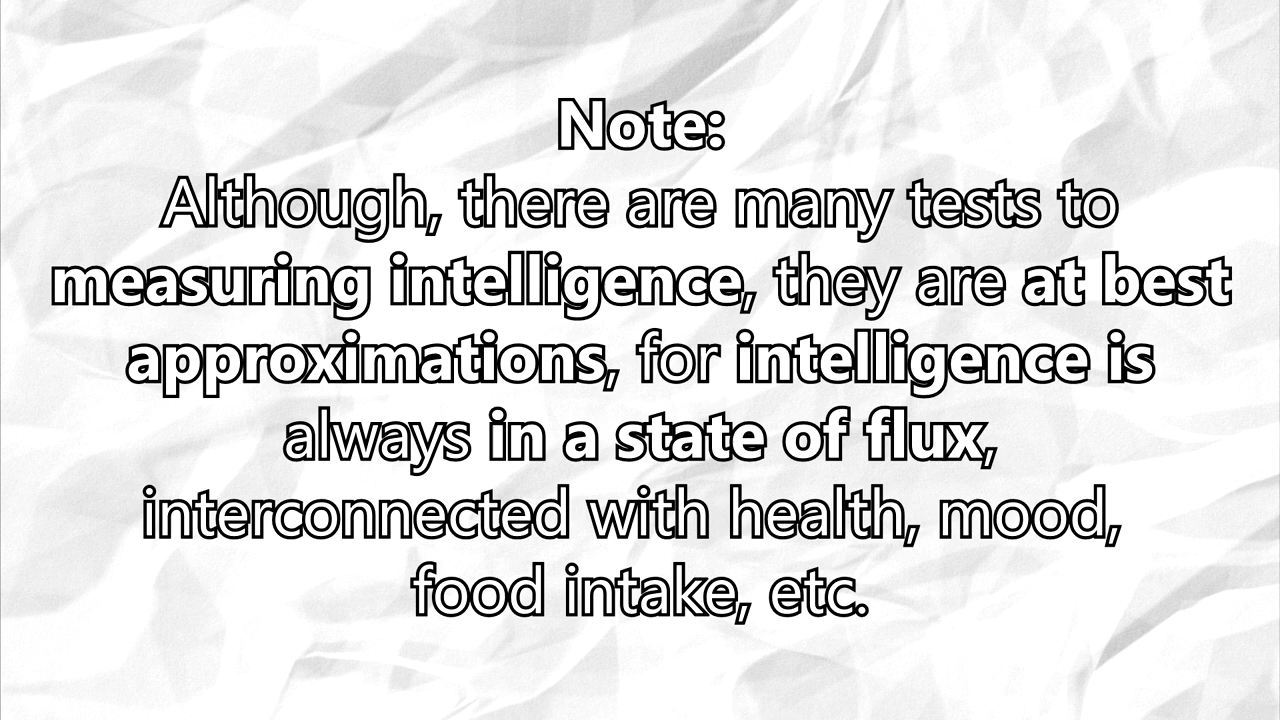 Note:
Although, there are many tests to
measuring intelligence, they are at best
approximations, for intelligence is
always in a state of flux,
interconnected with health, mood,
food intake, etc.